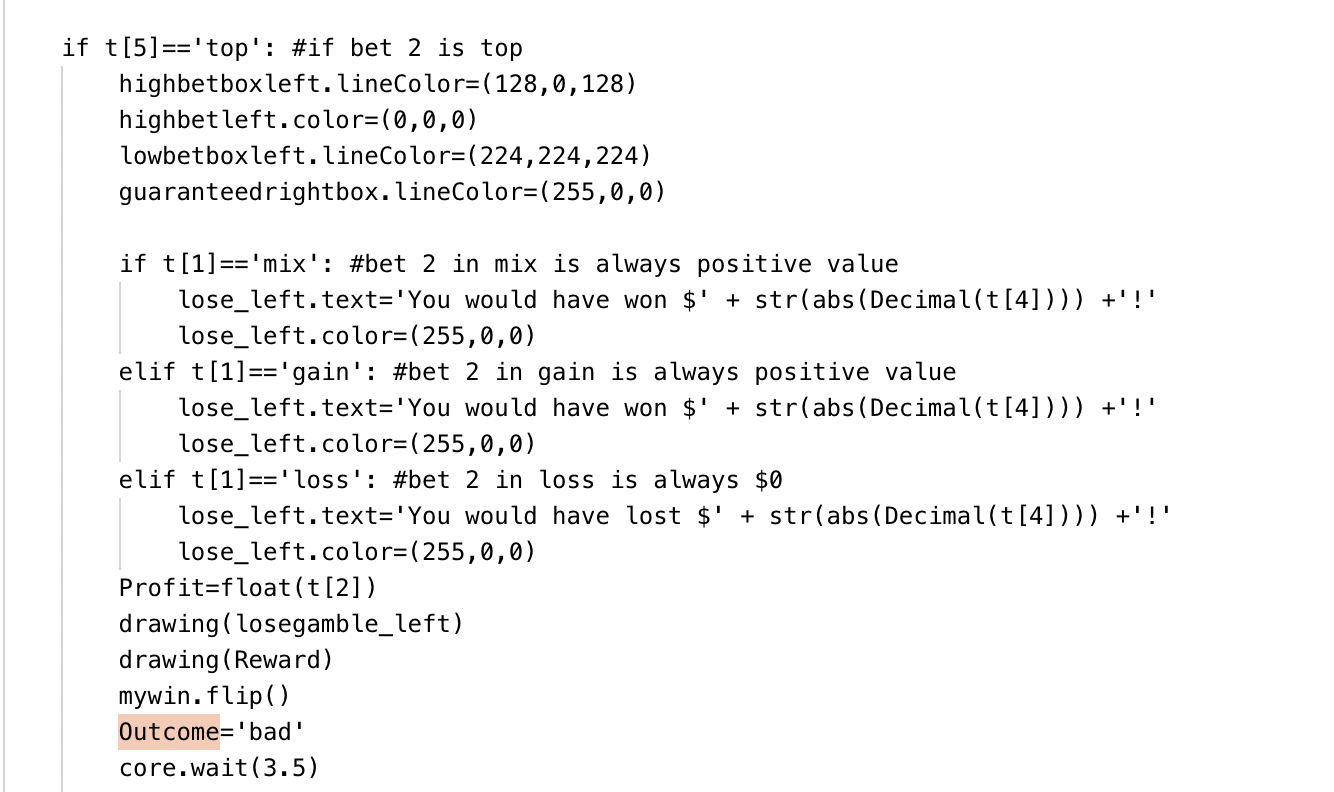 if t[5]=='top': #if bet 2 is top
highbetboxleft.lineColor=(128,0,128)
highbetleft.color=(0,0,0)
lowbetboxleft.lineColor=(224,224,224)
guaranteedrightbox.lineColor=(255,0,0)
if t[1]=='mix': #bet 2 in mix is always positive value
lose_left.text='You would have won $' + str(abs(Decimal(t[4]))) +'!'
lose_left.color=(255,0,0)
elif t[1]=='gain': #bet 2 in gain is always positive value
lose_left.text='You would have won $' + str(abs(Decimal(t[4]))) +'!'
lose_left.color=(255,0,0)
elif t[1]=='loss': #bet 2 in loss is always $0
lose_left.text='You would have lost $' + str(abs(Decimal(t[4]))) +'!'
lose_left.color=(255,0,0)
Profit=float(t[2])
drawing(losegamble_left)
drawing(Reward)
mywin.flip()
Outcome='bad'
core.wait(3.5)